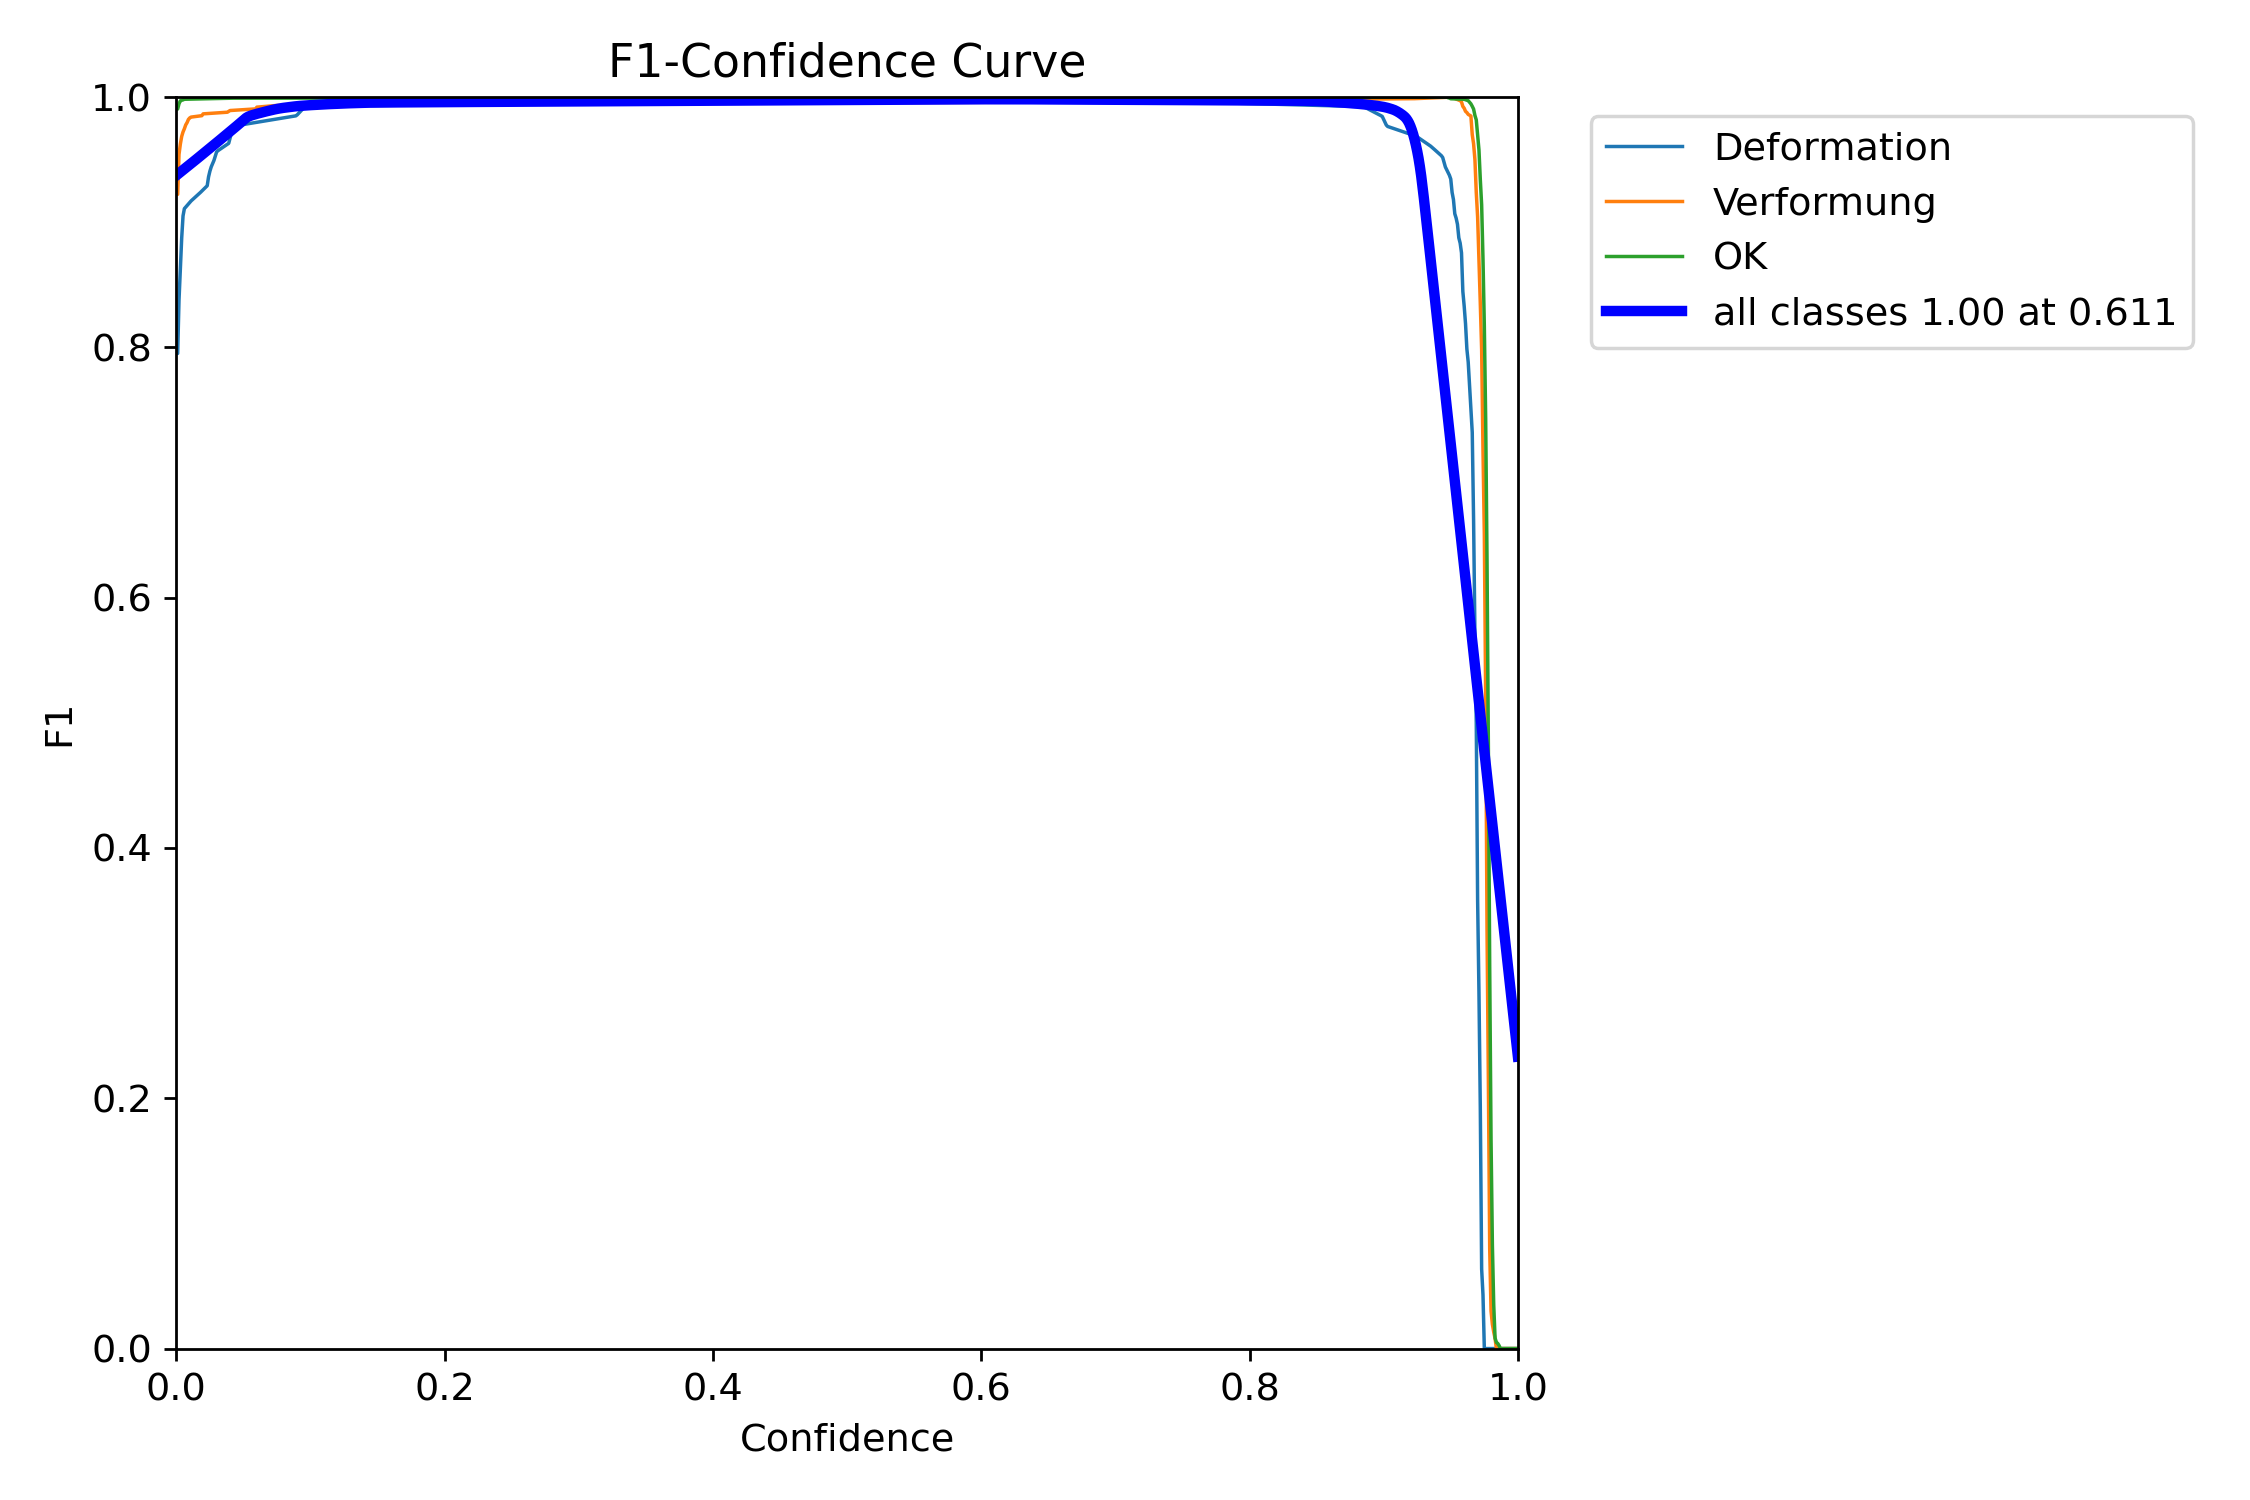 F1-Confidence Curve
1.0
0.8
0.6
0.4
0.2
0.0
F1
0.0 0.2 0.4 0.6 0.8 1.0
Confidence
Deformation
Verformung
OK
all classes 1.00 at 0.611